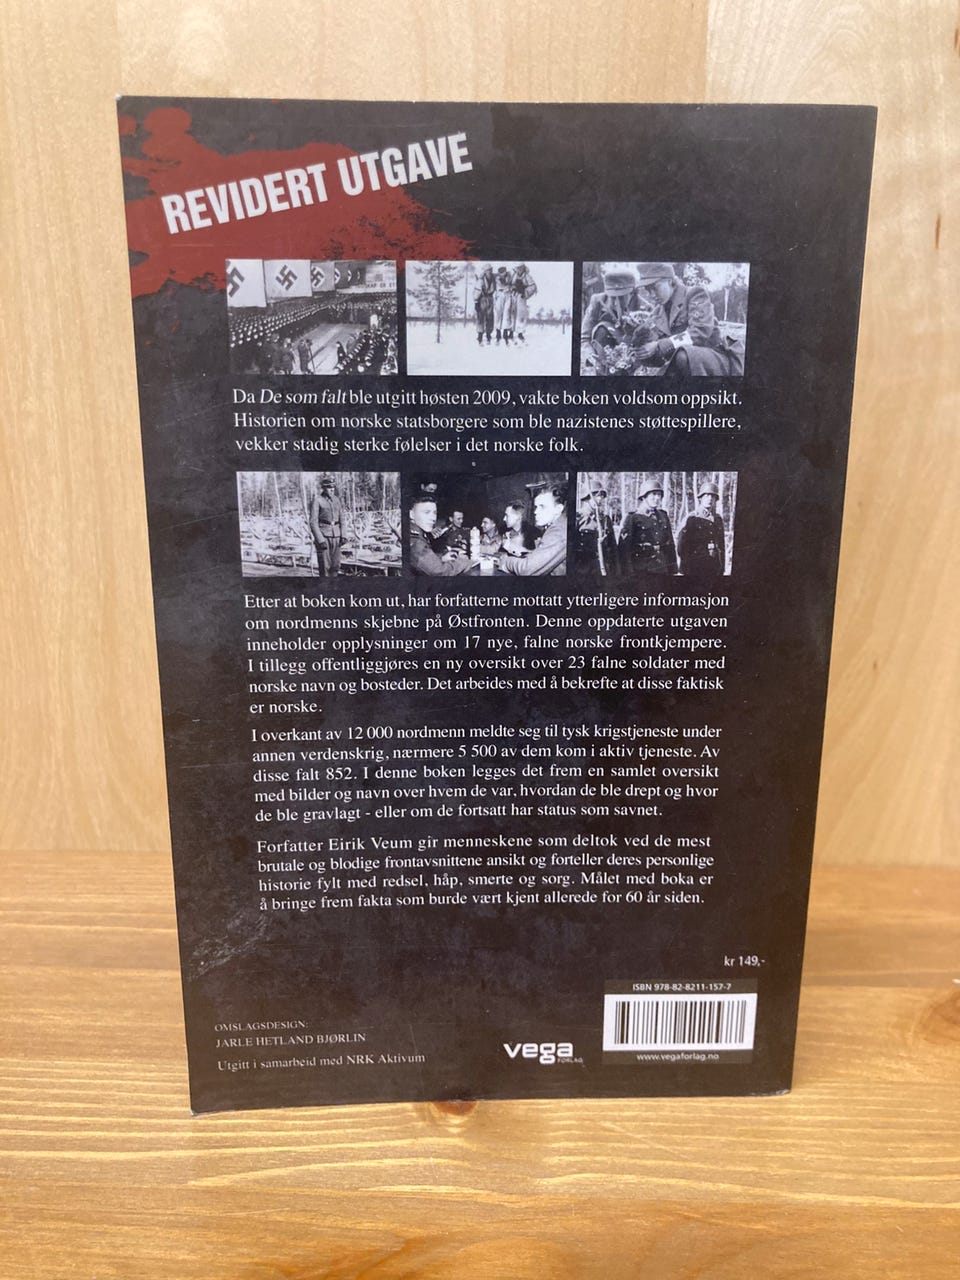 REVIDERT UTGAVE
Da De som falt ble utgitt høsten 2009, vakte boken voldsom oppsikt.
Historien om norske statsborgere som ble nazistenes støttespillere,
vekker stadig sterke følelser i det norske folk.
Etter at boken kom ut, har forfatterne mottatt ytterligere informasjon
om nordmenns skjebne på Østfronten. Denne oppdaterte utgaven
inneholder opplysninger om 17 nye, falne norske frontkjempere.
I tillegg offentliggjøres en ny oversikt over 23 falne soldater med
norske navn og bosteder. Det arbeides med å bekrefte at disse faktisk
er norske.
I overkant av 12 000 nordmenn meldte seg til tysk krigstjeneste under
annen verdenskrig, nærmere 5 500 av dem kom i aktiv tjeneste. Av
disse falt 852. I denne boken legges det frem en samlet oversikt
med bilder og navn over hvem de var, hvordan de ble drept og hvor
de ble gravlagt - eller om de fortsatt har status som savnet.
Forfatter Eirik Veum gir menneskene som deltok ved de mest
brutale og blodige frontavsnittene ansikt og forteller deres personlige
historie fylt med redsel, håp, smerte og sorg. Målet med boka er
å bringe frem fakta som burde vært kjent allerede for 60 år siden.
kr 149,-
ISBN 978-82-8211-157-7
www.vegaforlag.no
OMSLAGSDESIGN:
JARLE HETLAND BJØRLIN
Utgitt i samarbeid med NRK Aktivum
vega
FORLAG